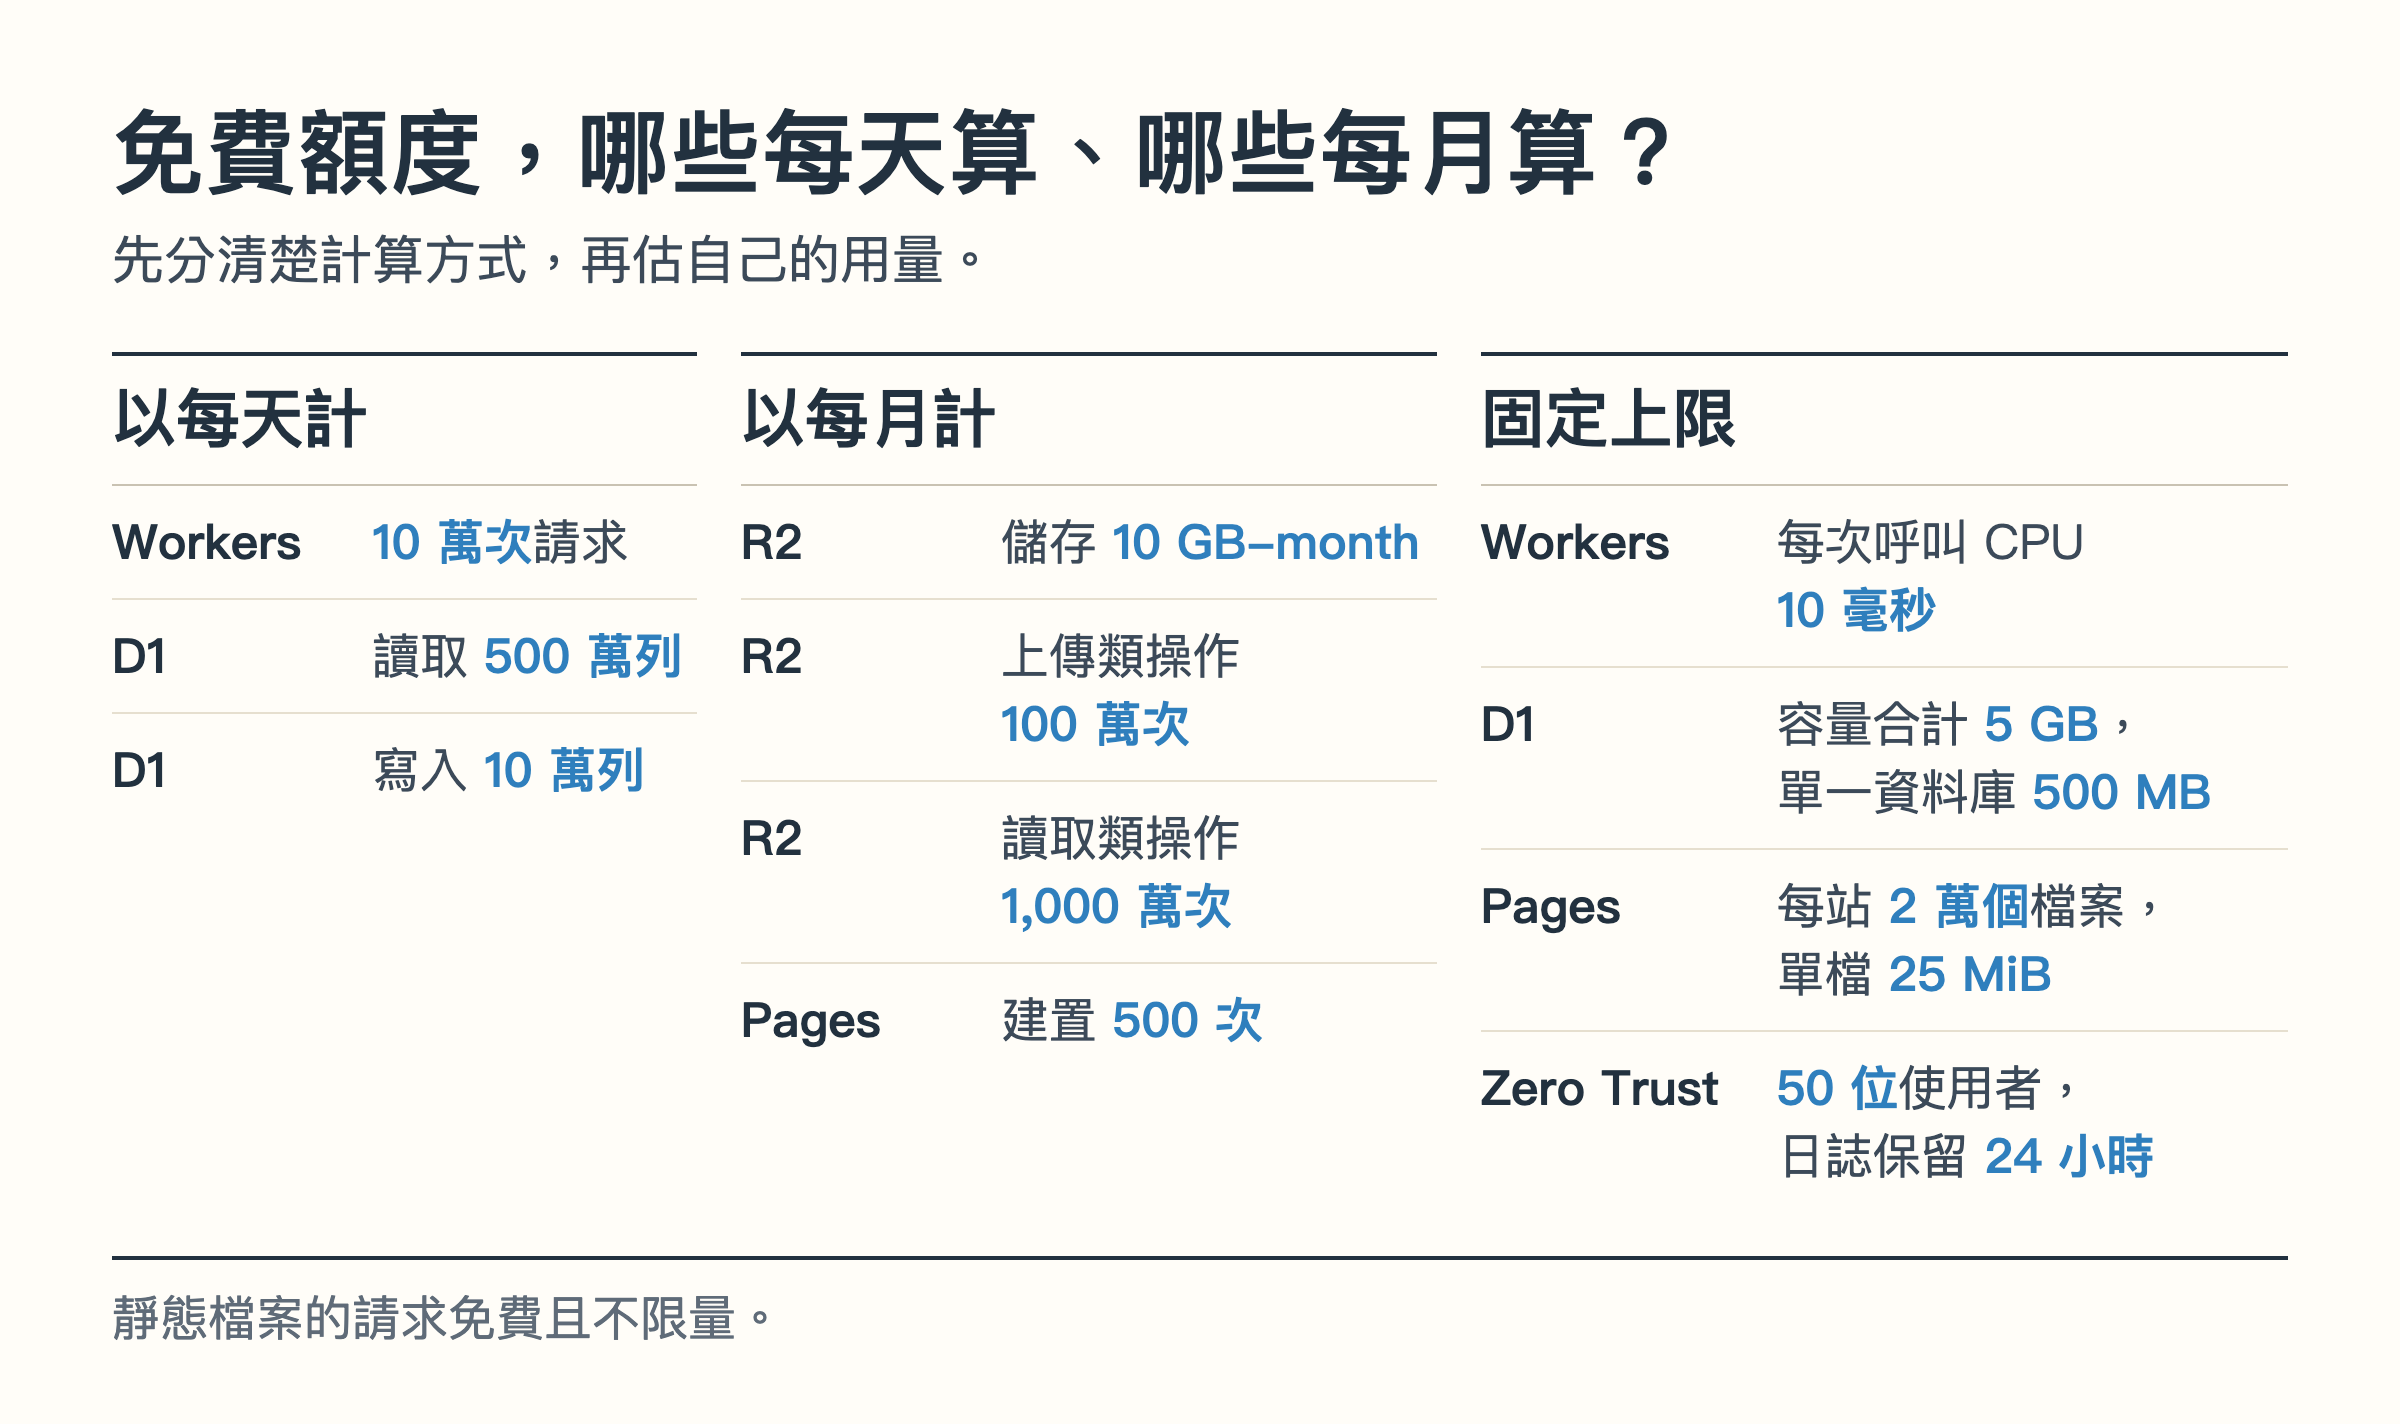 免費額度，哪些每天算、哪些每月算？
先分清楚計算方式，再估自己的用量。
以每天計
Workers 10 萬次請求
D1 讀取 500 萬列
D1 寫入 10 萬列
以每月計
R2 儲存 10 GB-month
R2 上傳類操作
100 萬次
R2 讀取類操作
1,000 萬次
Pages 建置 500 次
固定上限
Workers 每次呼叫 CPU
10 毫秒
D1 容量合計 5 GB，
單一資料庫 500 MB
Pages 每站 2 萬個檔案，
單檔 25 MiB
Zero Trust 50 位使用者，
日誌保留 24 小時
靜態檔案的請求免費且不限量。